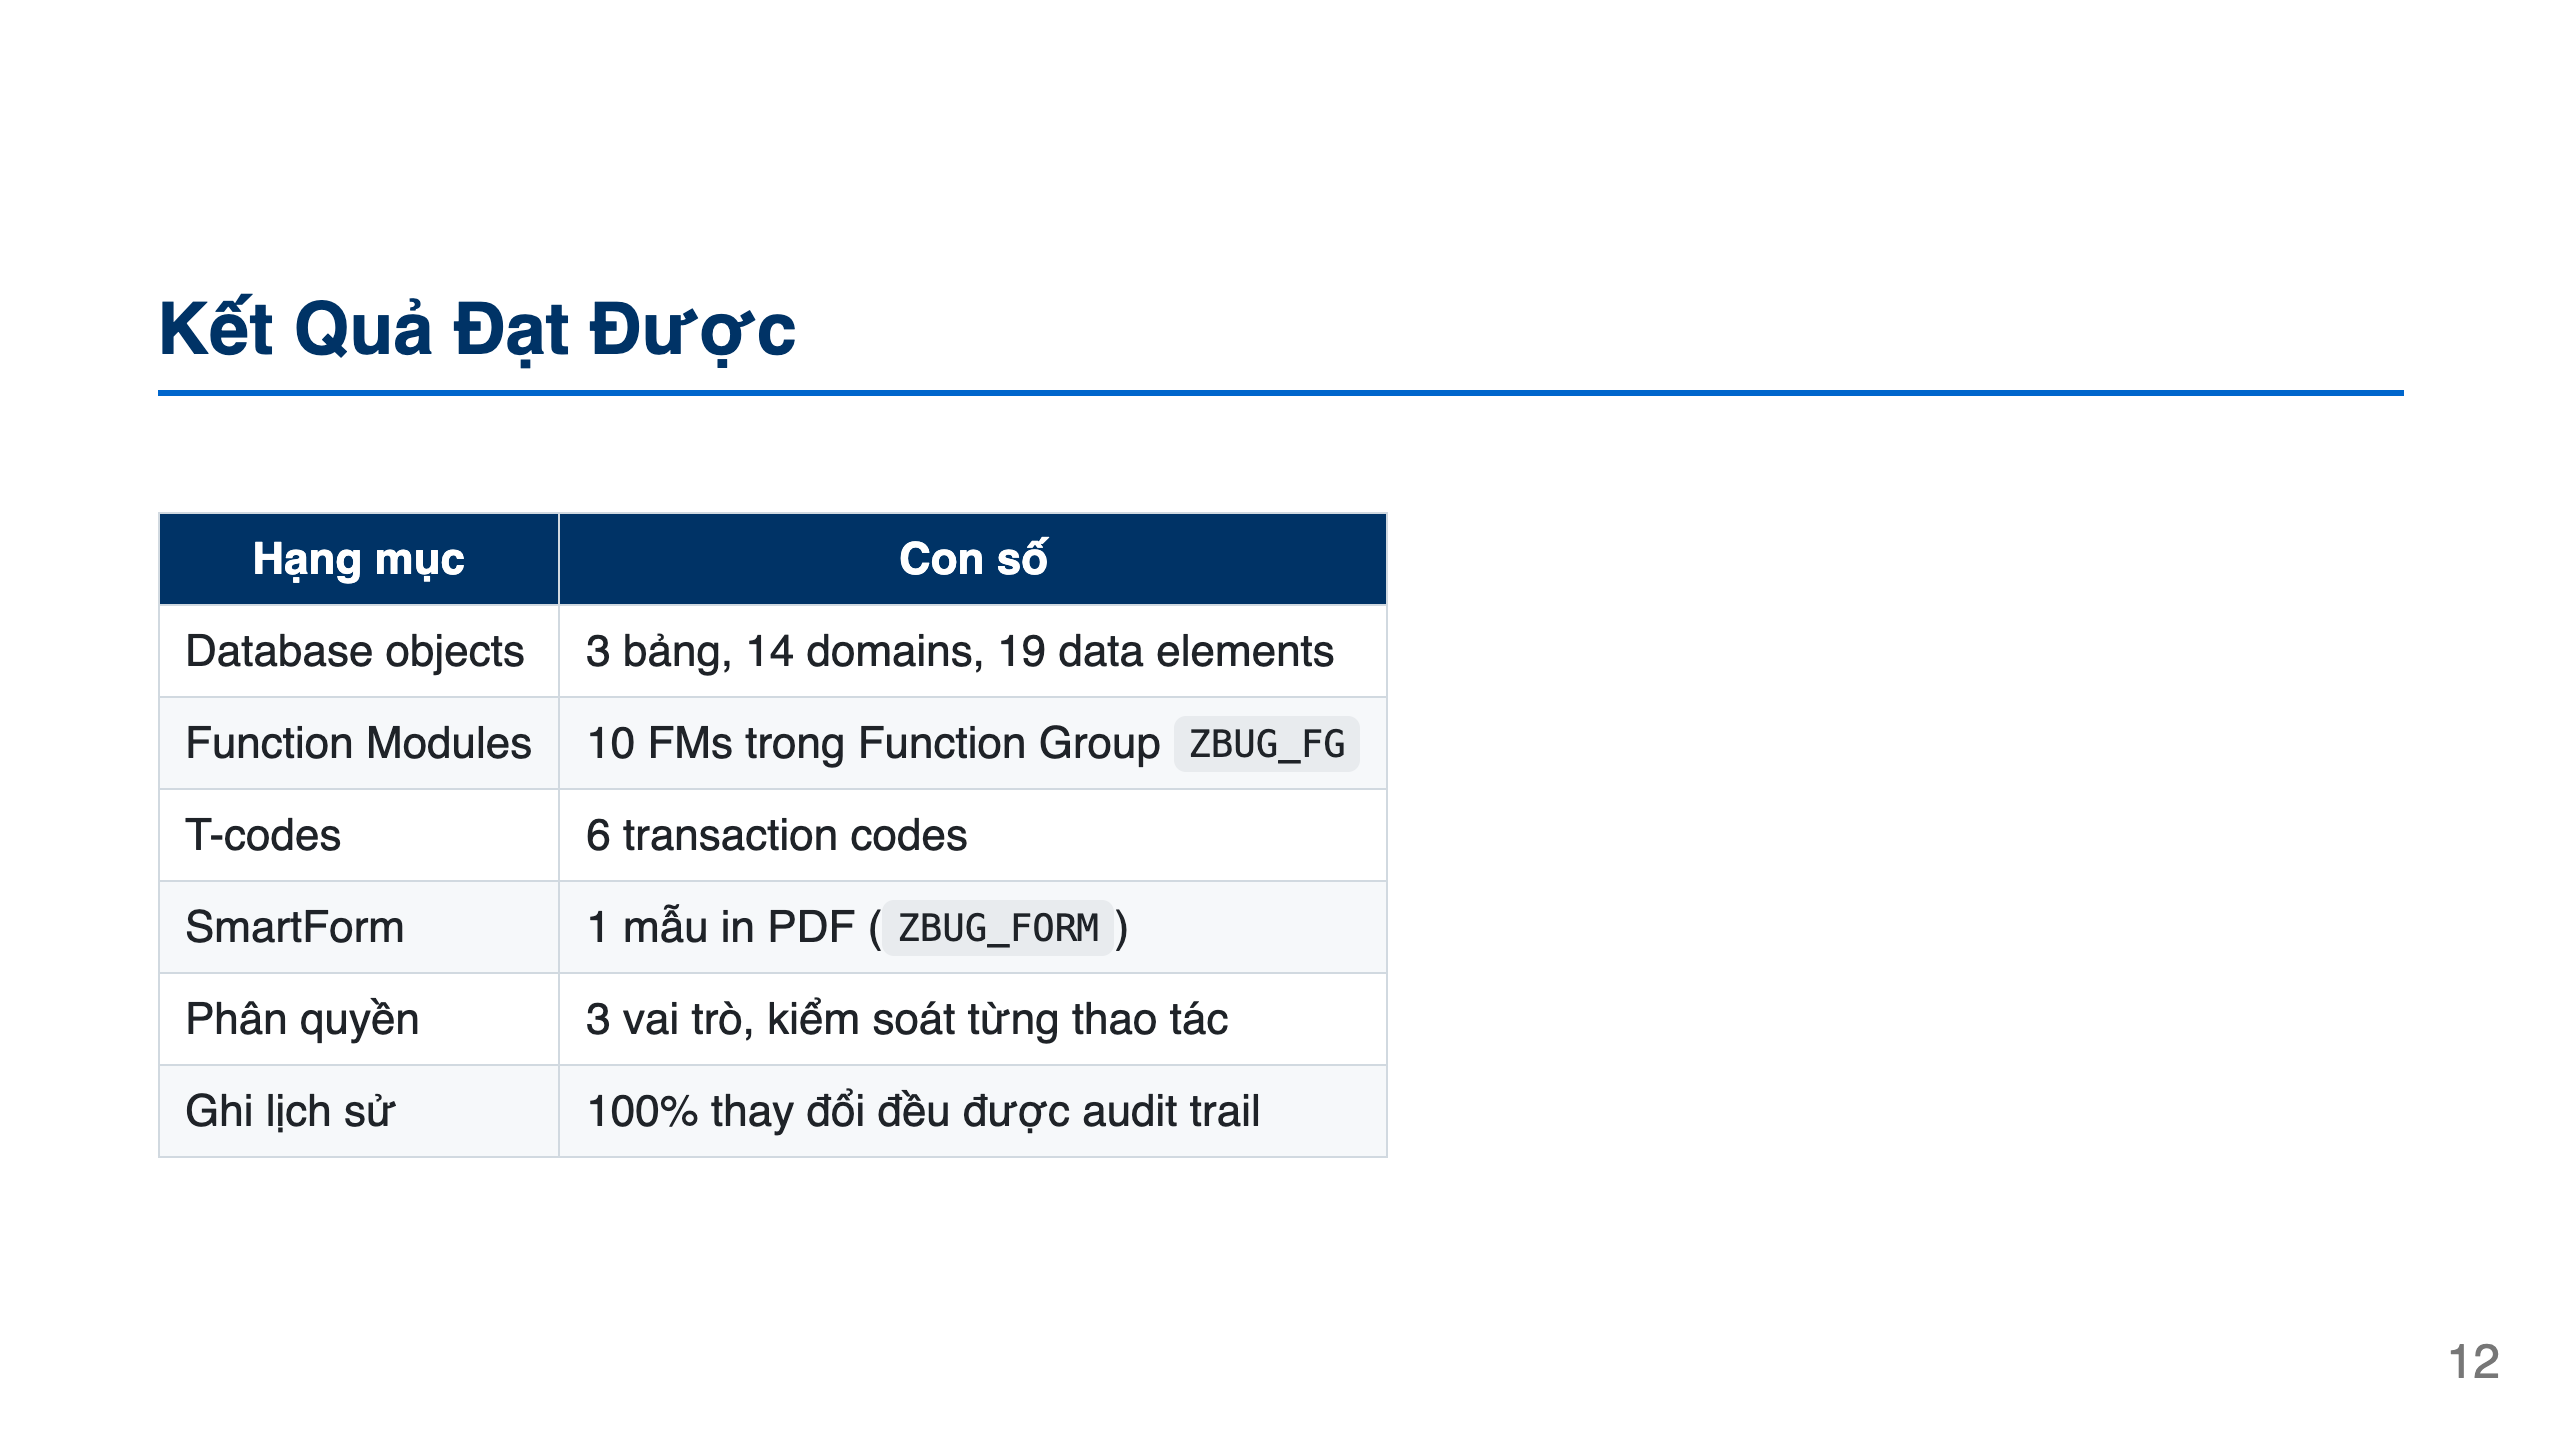 Kết Quả Đạt Được
Hạng mục Con số
Database objects 3 bảng, 14 domains, 19 data elements
Function Modules 10 FMs trong Function Group ZBUG_FG
T-codes 6 transaction codes
SmartForm 1 mẫu in PDF (ZBUG_FORM)
Phân quyền 3 vai trò, kiểm soát từng thao tác
Ghi lịch sử 100% thay đổi đều được audit trail
12